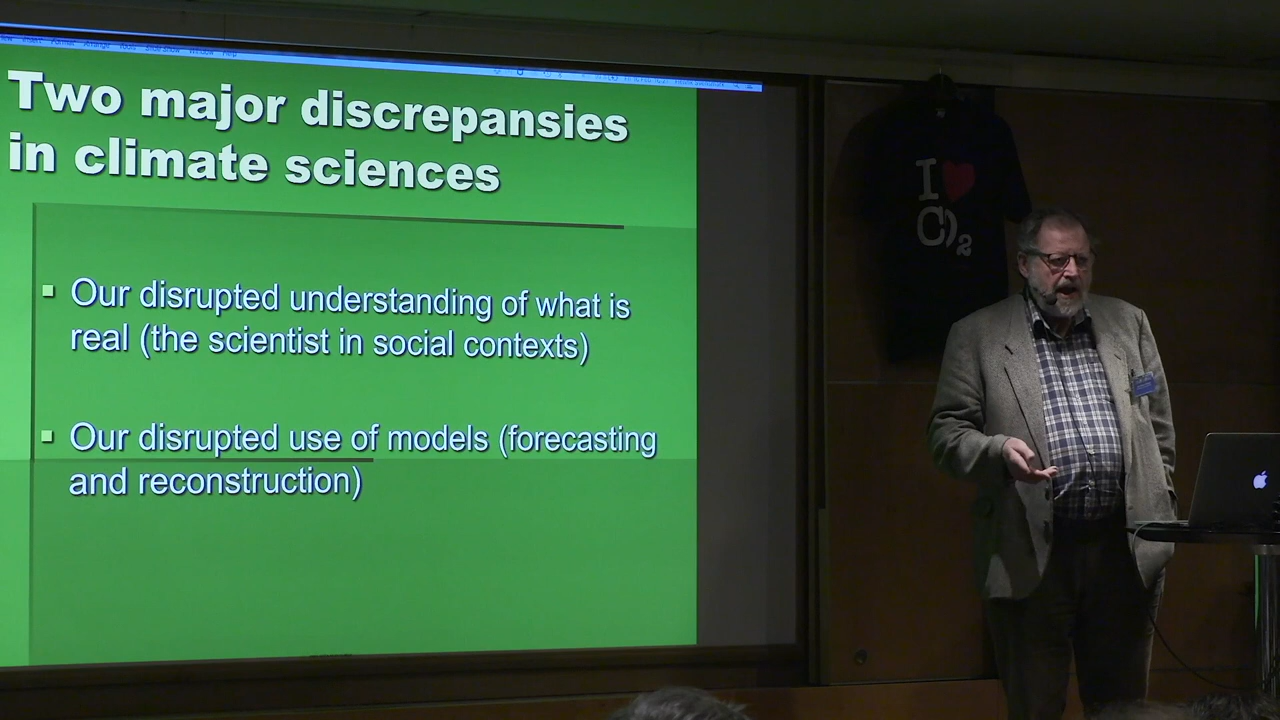 Two major discrepansies
in climate sciences
Our disrupted understanding of what is
real (the scientist in social contexts)
Our disrupted use of models (forecasting
and reconstruction)
I ❤
CO2